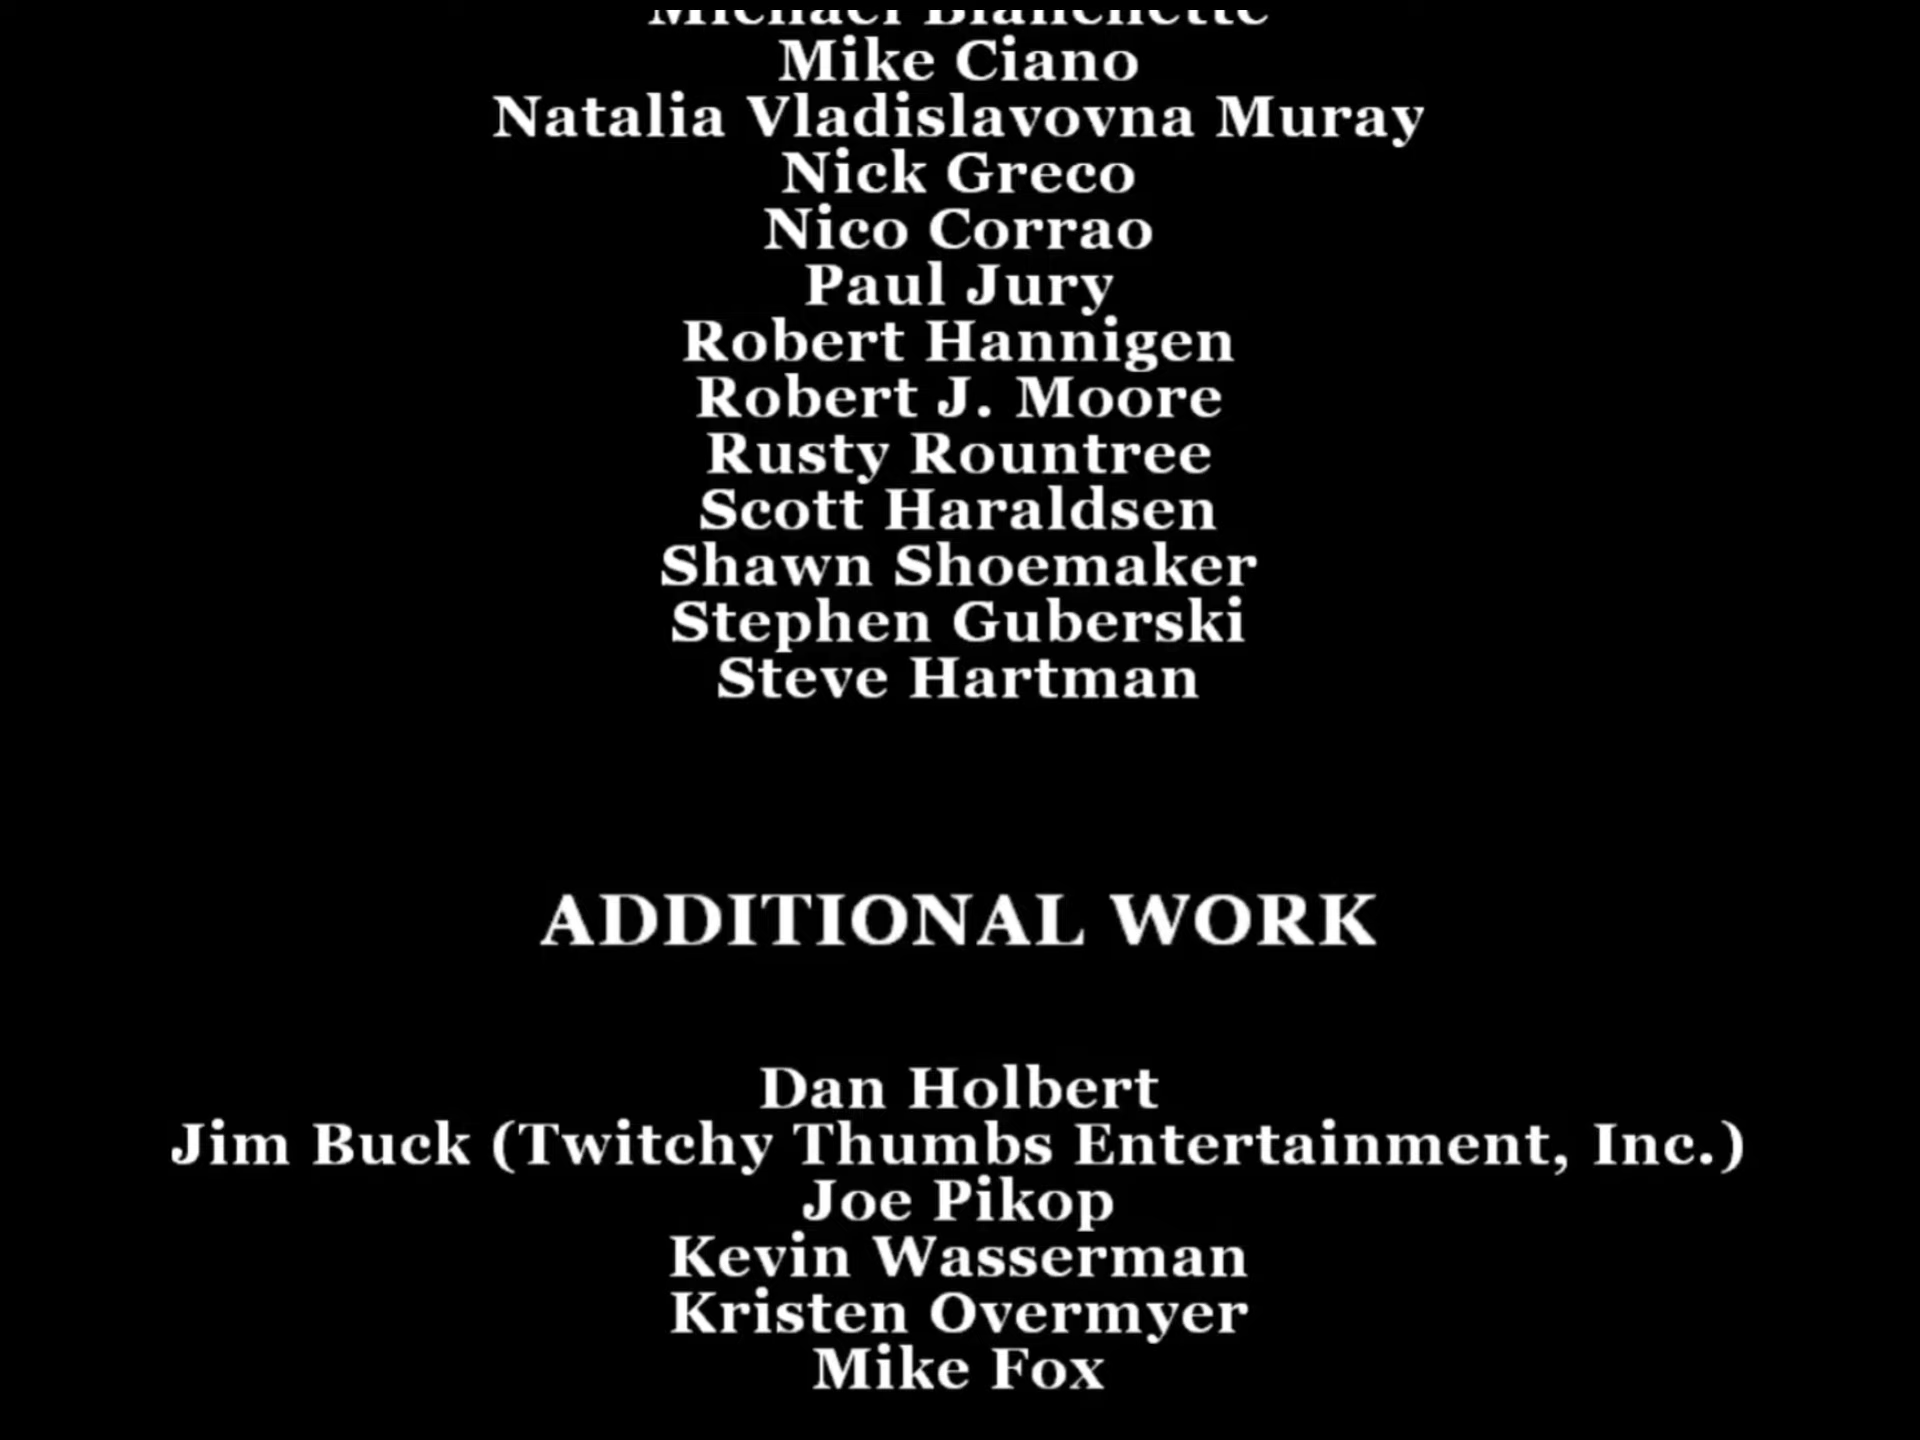 Michael Blanchette
Mike Ciano
Natalia Vladislavovna Muray
Nick Greco
Nico Corrao
Paul Jury
Robert Hannigen
Robert J. Moore
Rusty Rountree
Scott Haraldsen
Shawn Shoemaker
Stephen Guberski
Steve Hartman
ADDITIONAL WORK
Dan Holbert
Jim Buck (Twitchy Thumbs Entertainment, Inc.)
Joe Pikop
Kevin Wasserman
Kristen Overmyer
Mike Fox